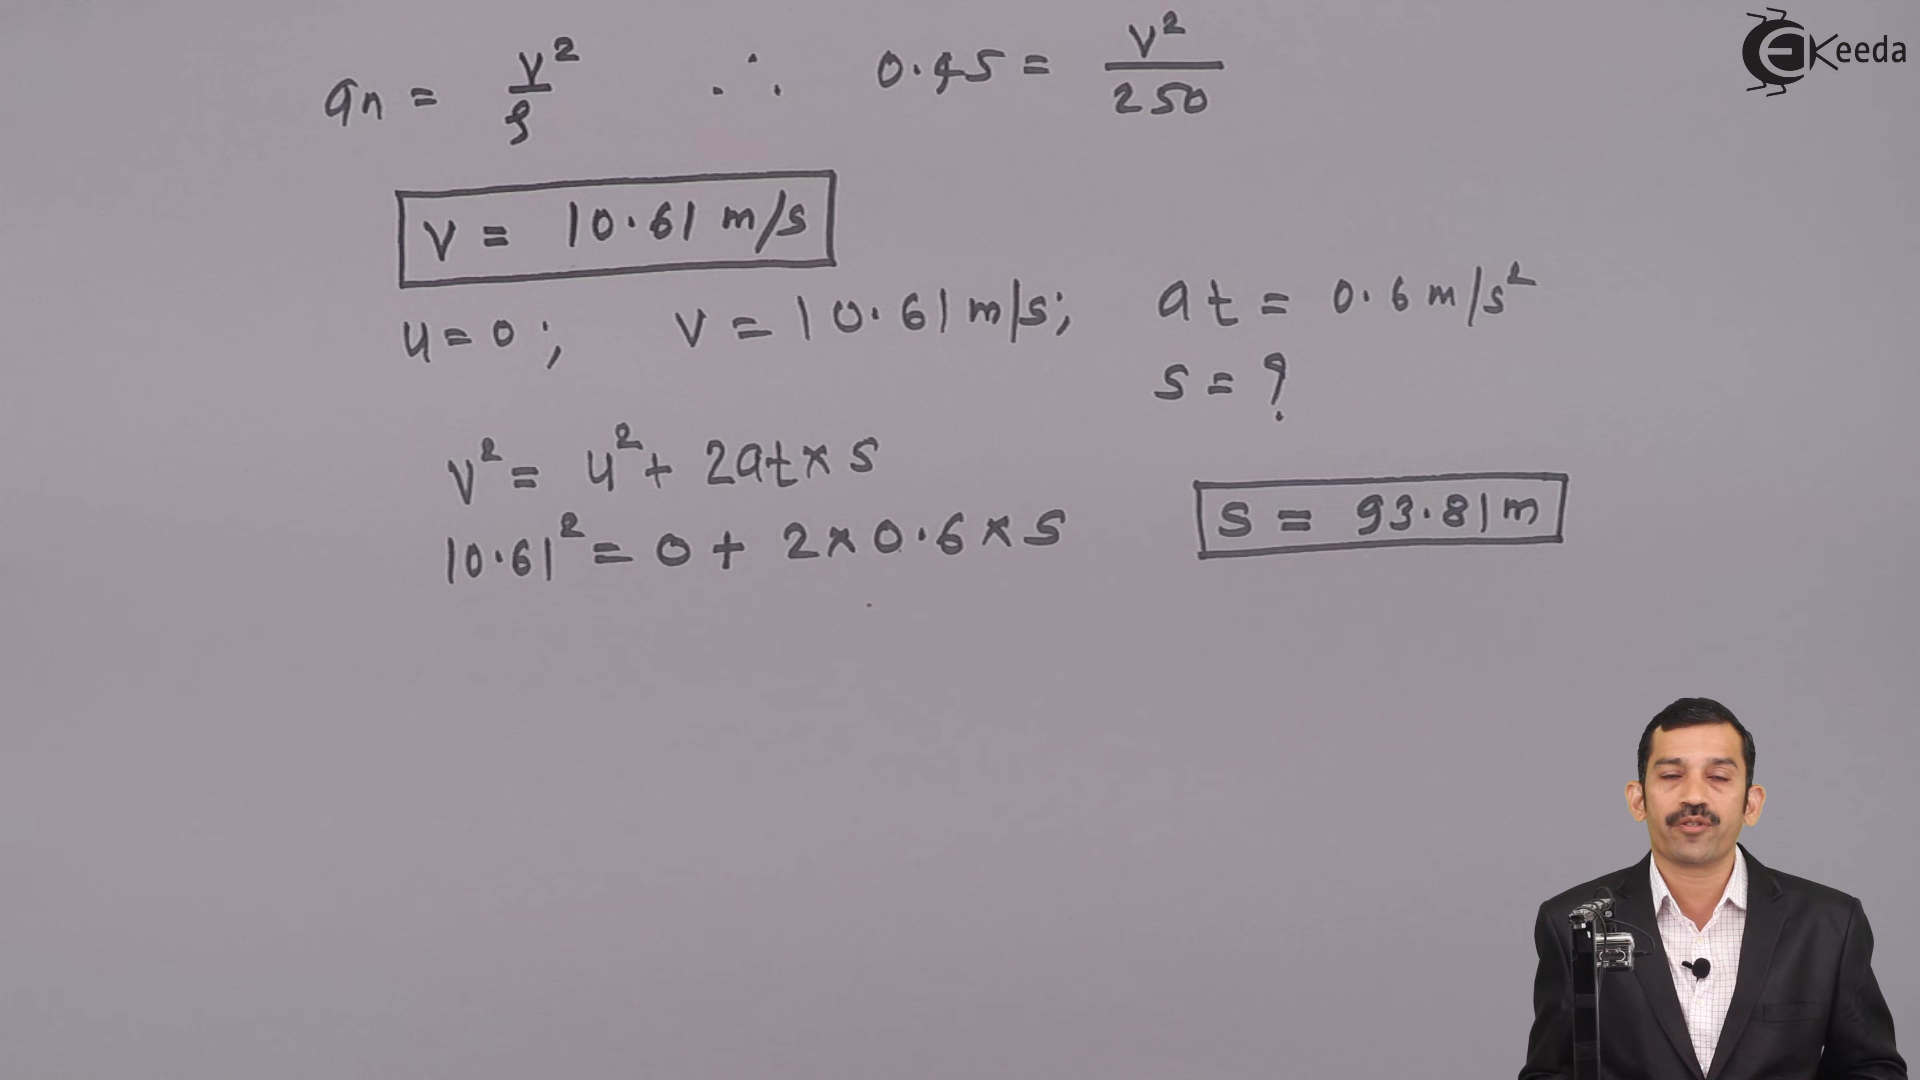 an = v²/ρ ∴ 0.45 = v²/250
v = 10.61 m/s
u = 0 ; v = 10.61 m/s; at = 0.6 m/s²
s = ?
v² = u² + 2at × s
10.61² = 0 + 2 × 0.6 × s
s = 93.81 m
EKeeda